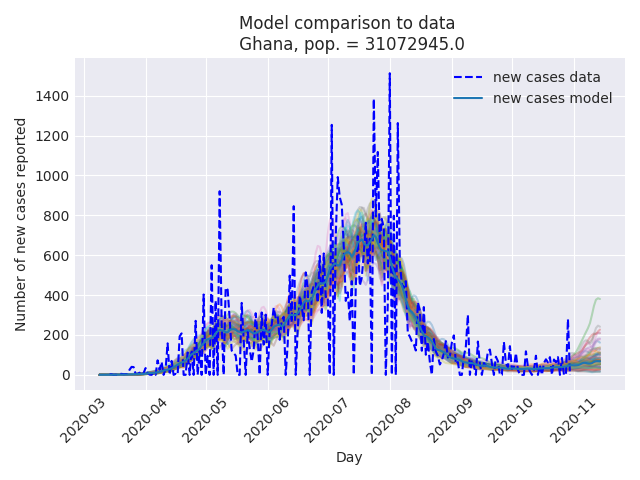 Model comparison to data
Ghana, pop. = 31072945.0
new cases data
new cases model
Number of new cases reported
1400
1200
1000
800
600
400
200
0
2020-03
2020-04
2020-05
2020-06
2020-07
2020-08
2020-09
2020-10
2020-11
Day